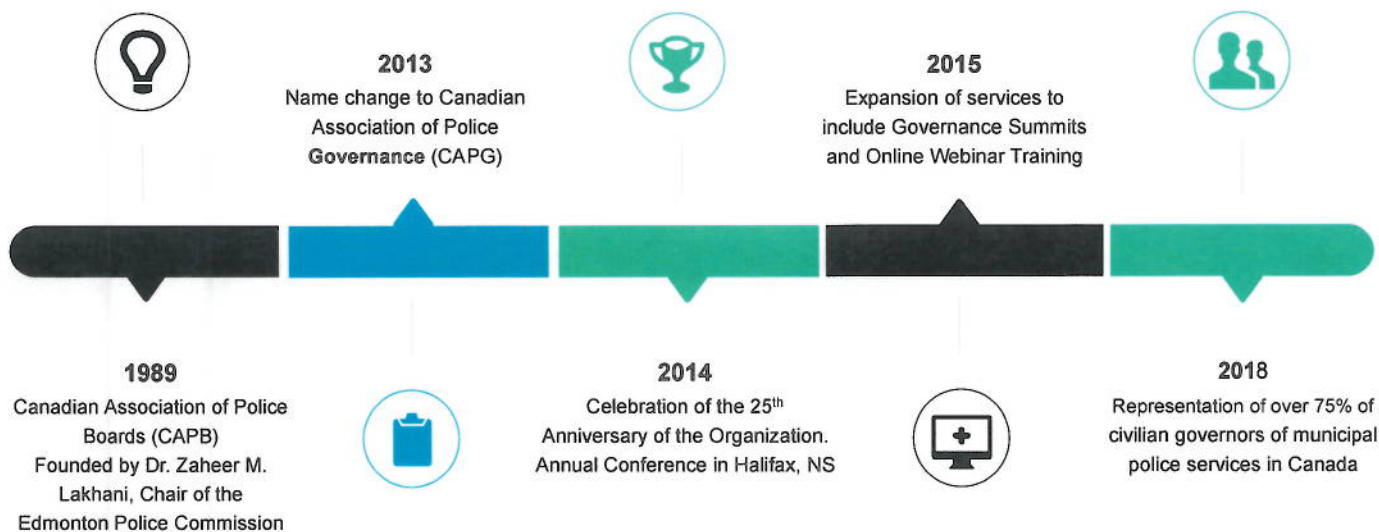 1989
Canadian Association of Police
Boards (CAPB)
Founded by Dr. Zaheer M.
Lakhani, Chair of the
Edmonton Police Commission
2013
Name change to Canadian
Association of Police
Governance (CAPG)
2014
Celebration of the 25th
Anniversary of the Organization.
Annual Conference in Halifax, NS
2015
Expansion of services to
include Governance Summits
and Online Webinar Training
2018
Representation of over 75% of
civilian governors of municipal
police services in Canada